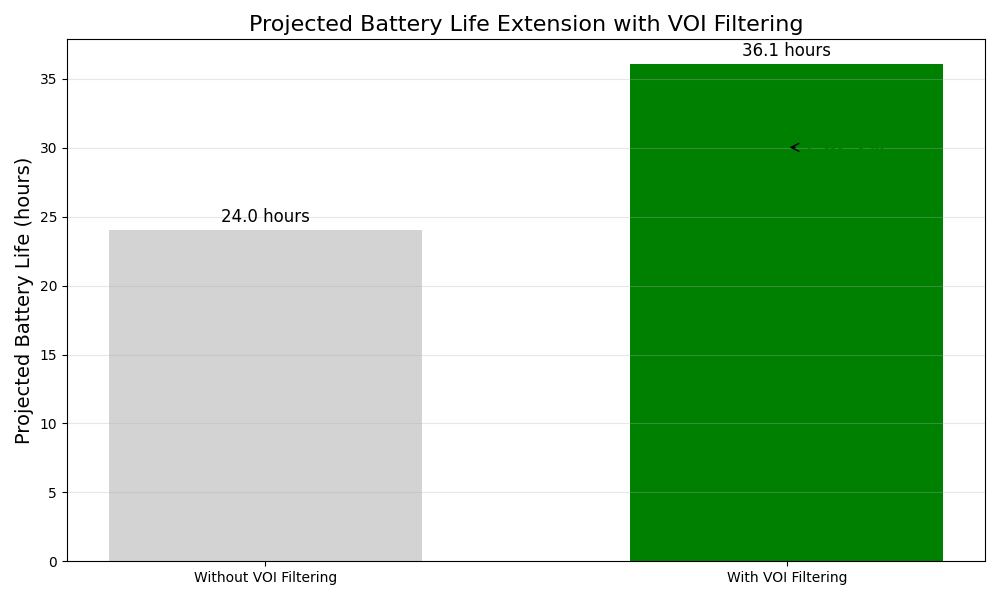 Projected Battery Life Extension with VOI Filtering
36.1 hours
24.0 hours
Projected Battery Life (hours)
35
30
25
20
15
10
5
0
Without VOI Filtering
With VOI Filtering